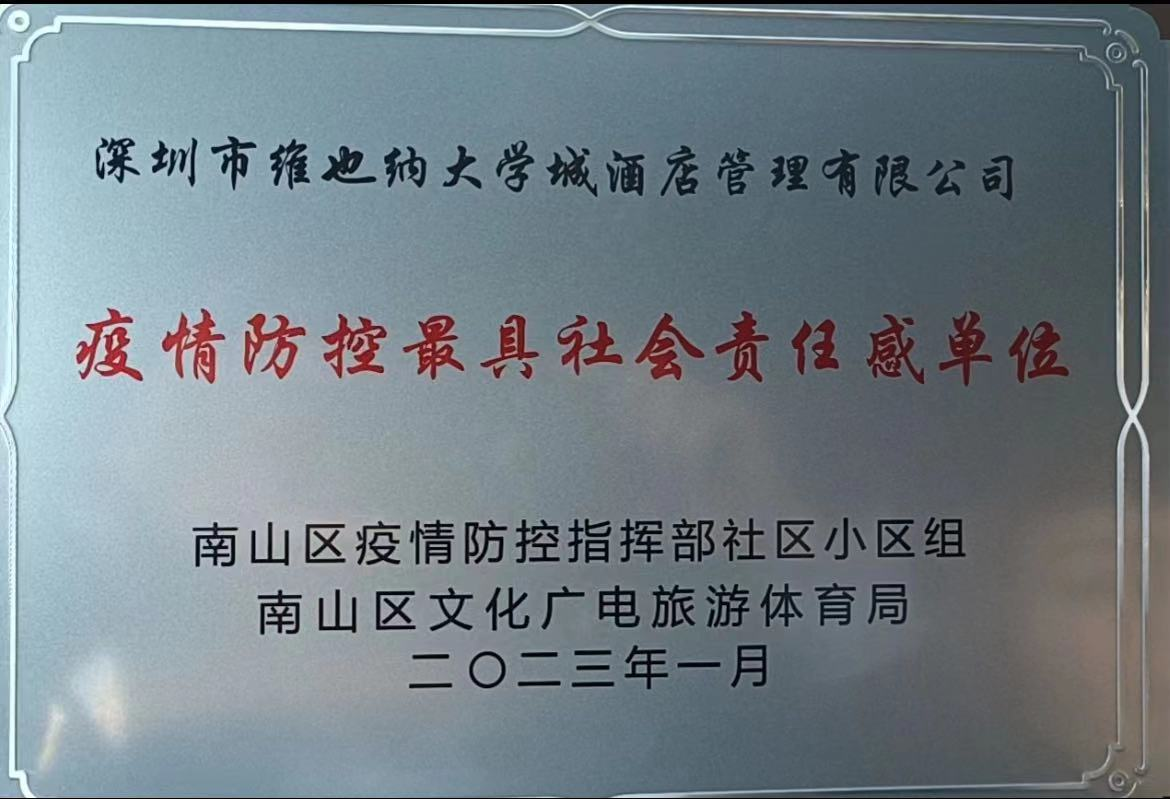 深圳市维也纳大学城酒店管理有限公司
疫情防控最具社会责任感单位
南山区疫情防控指挥部社区小区组
南山区文化广电旅游体育局
二〇二三年一月